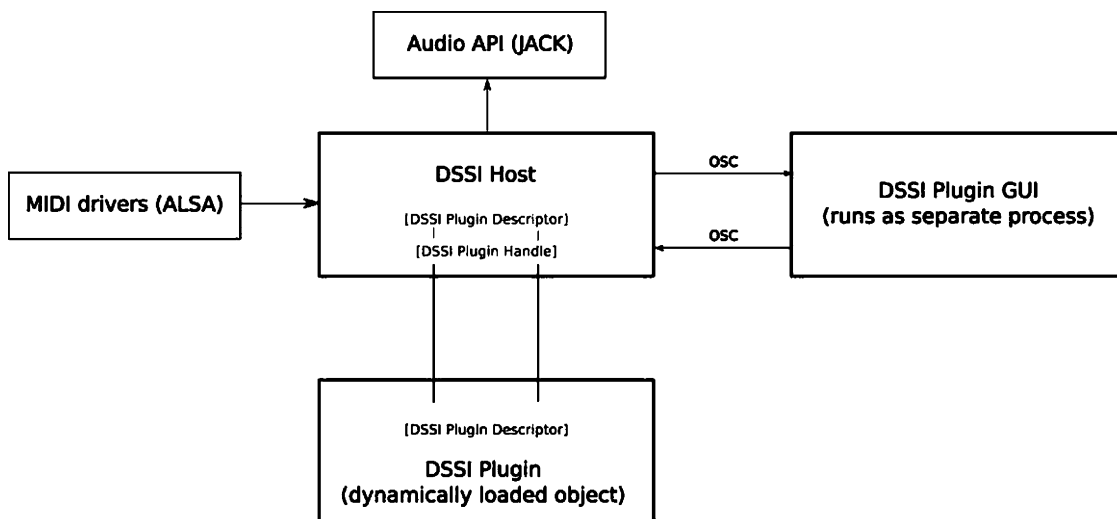 Audio API (JACK)
DSSI Host
OSC
DSSI Plugin GUI
(runs as separate process)
MIDI drivers (ALSA)
[DSSI Plugin Descriptor]
OSC
[DSSI Plugin Handle]
[DSSI Plugin Descriptor]
DSSI Plugin
(dynamically loaded object)